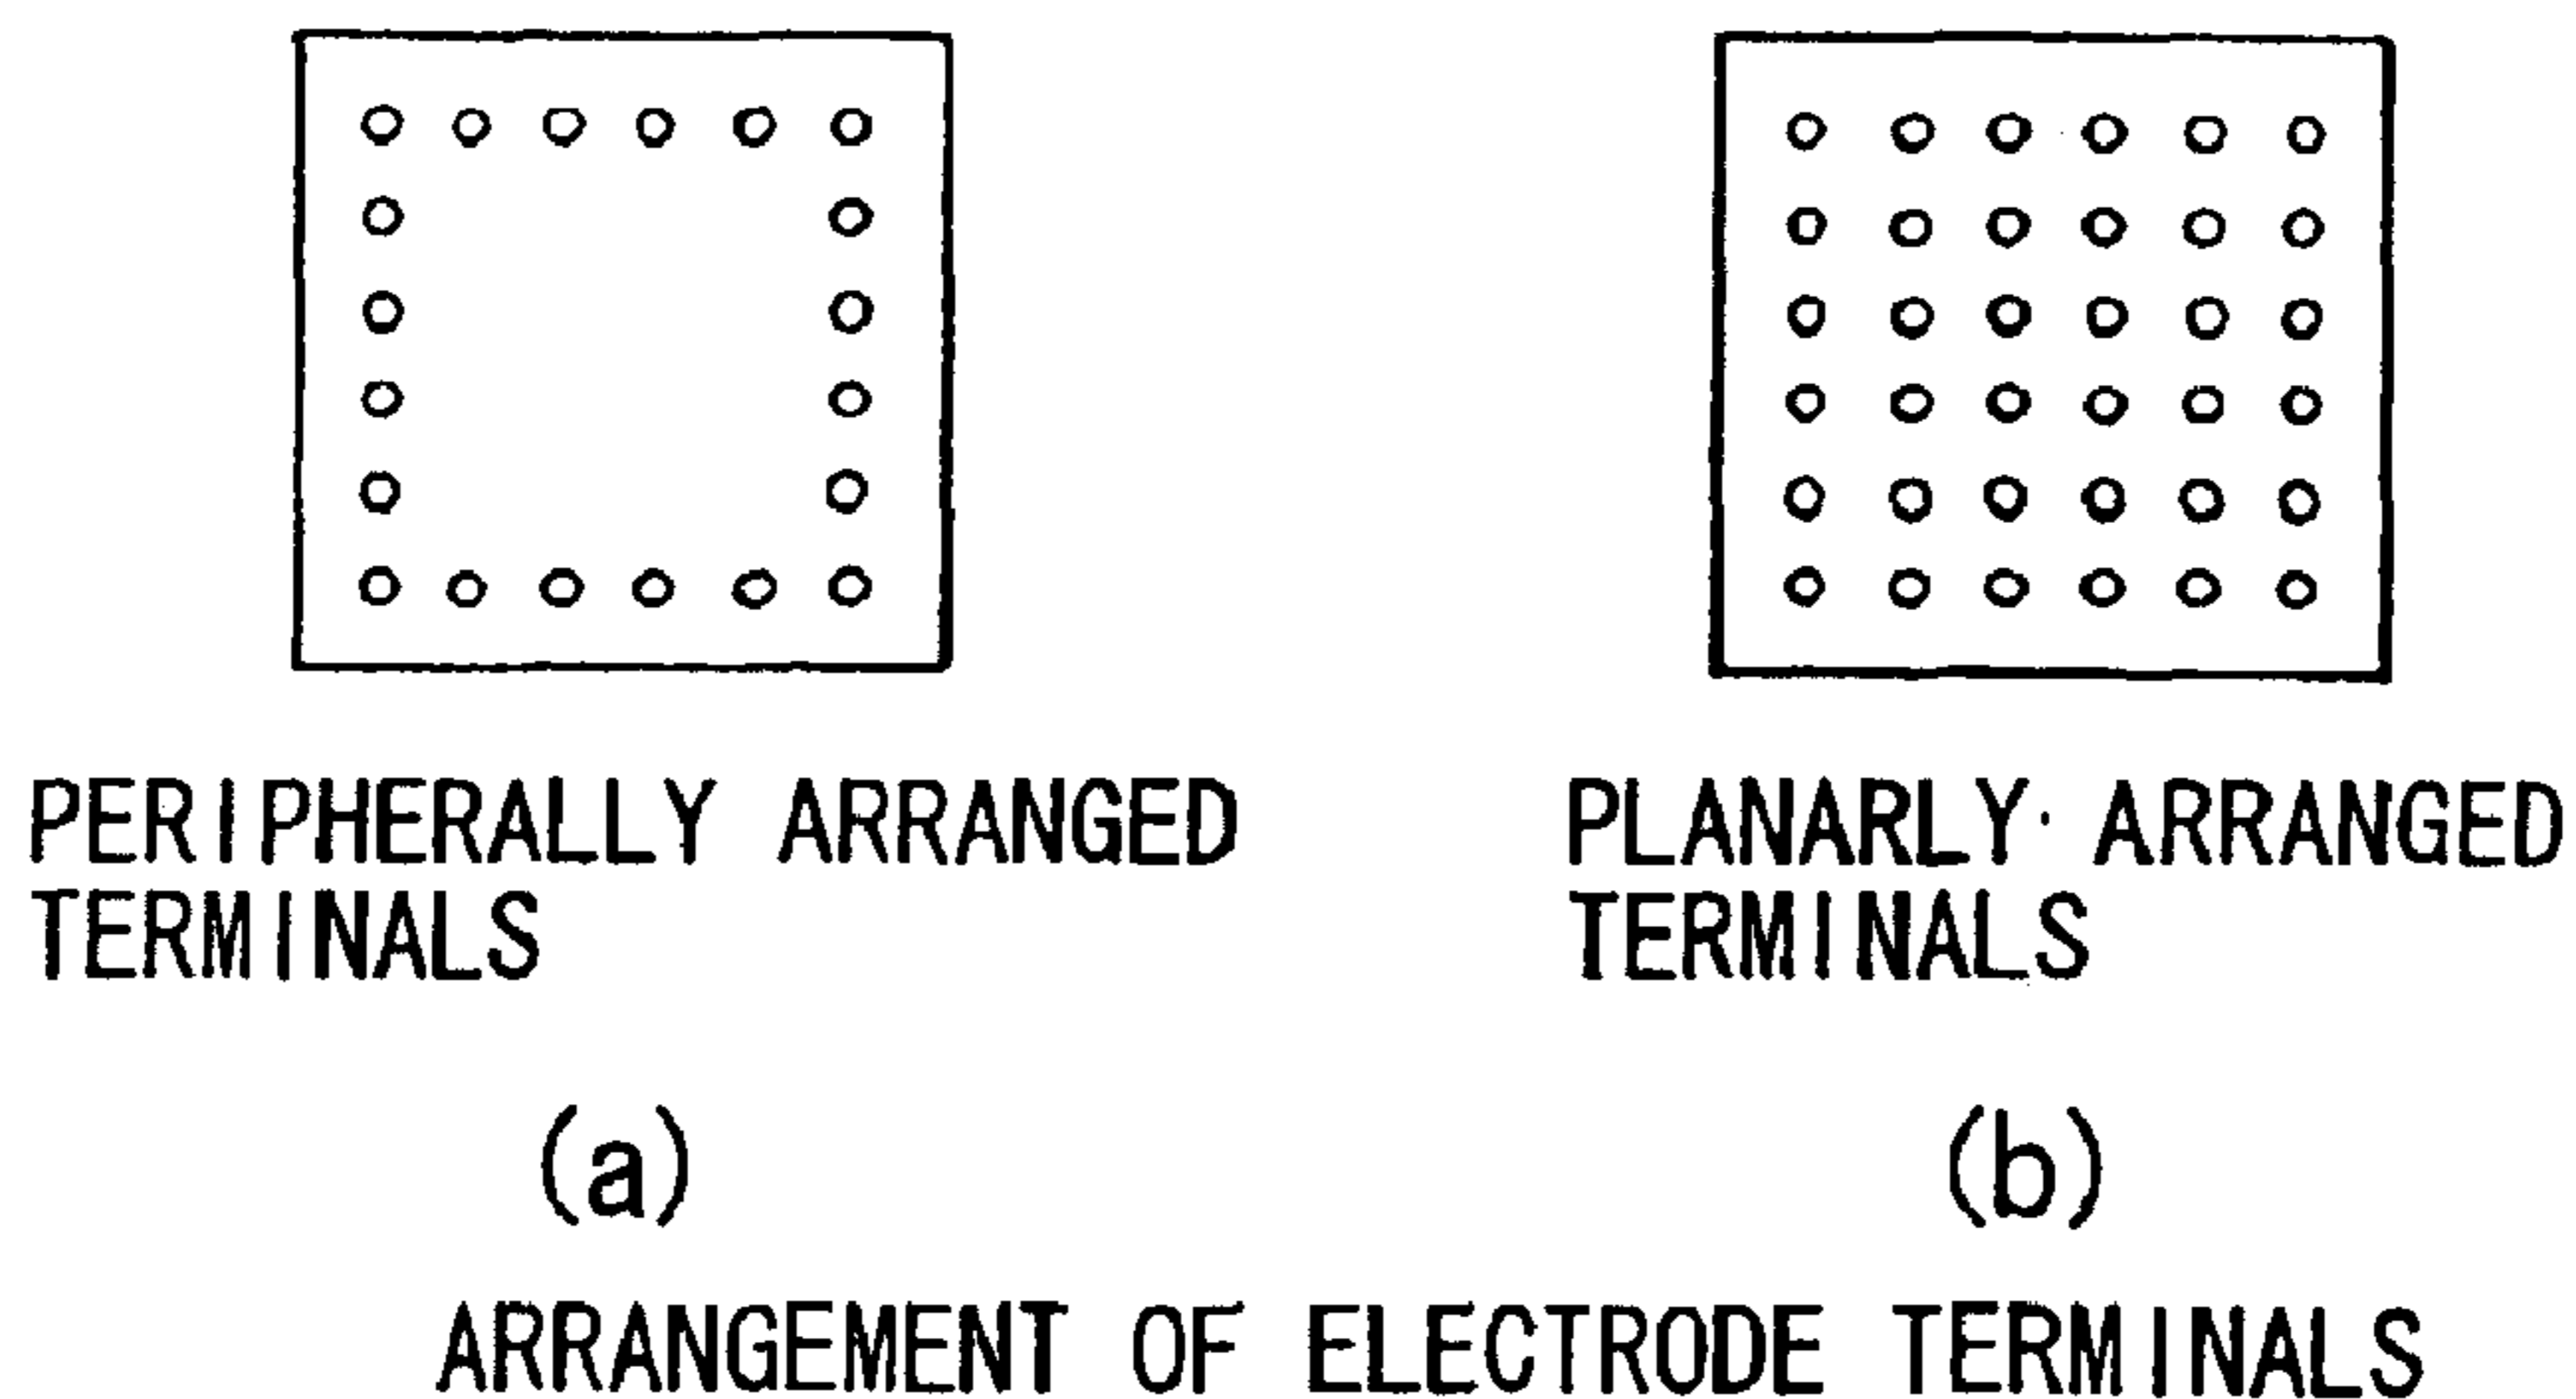 PERIPHERALLY ARRANGED
TERMINALS
PLANARLY ARRANGED
TERMINALS
(a)
(b)
ARRANGEMENT OF ELECTRODE TERMINALS